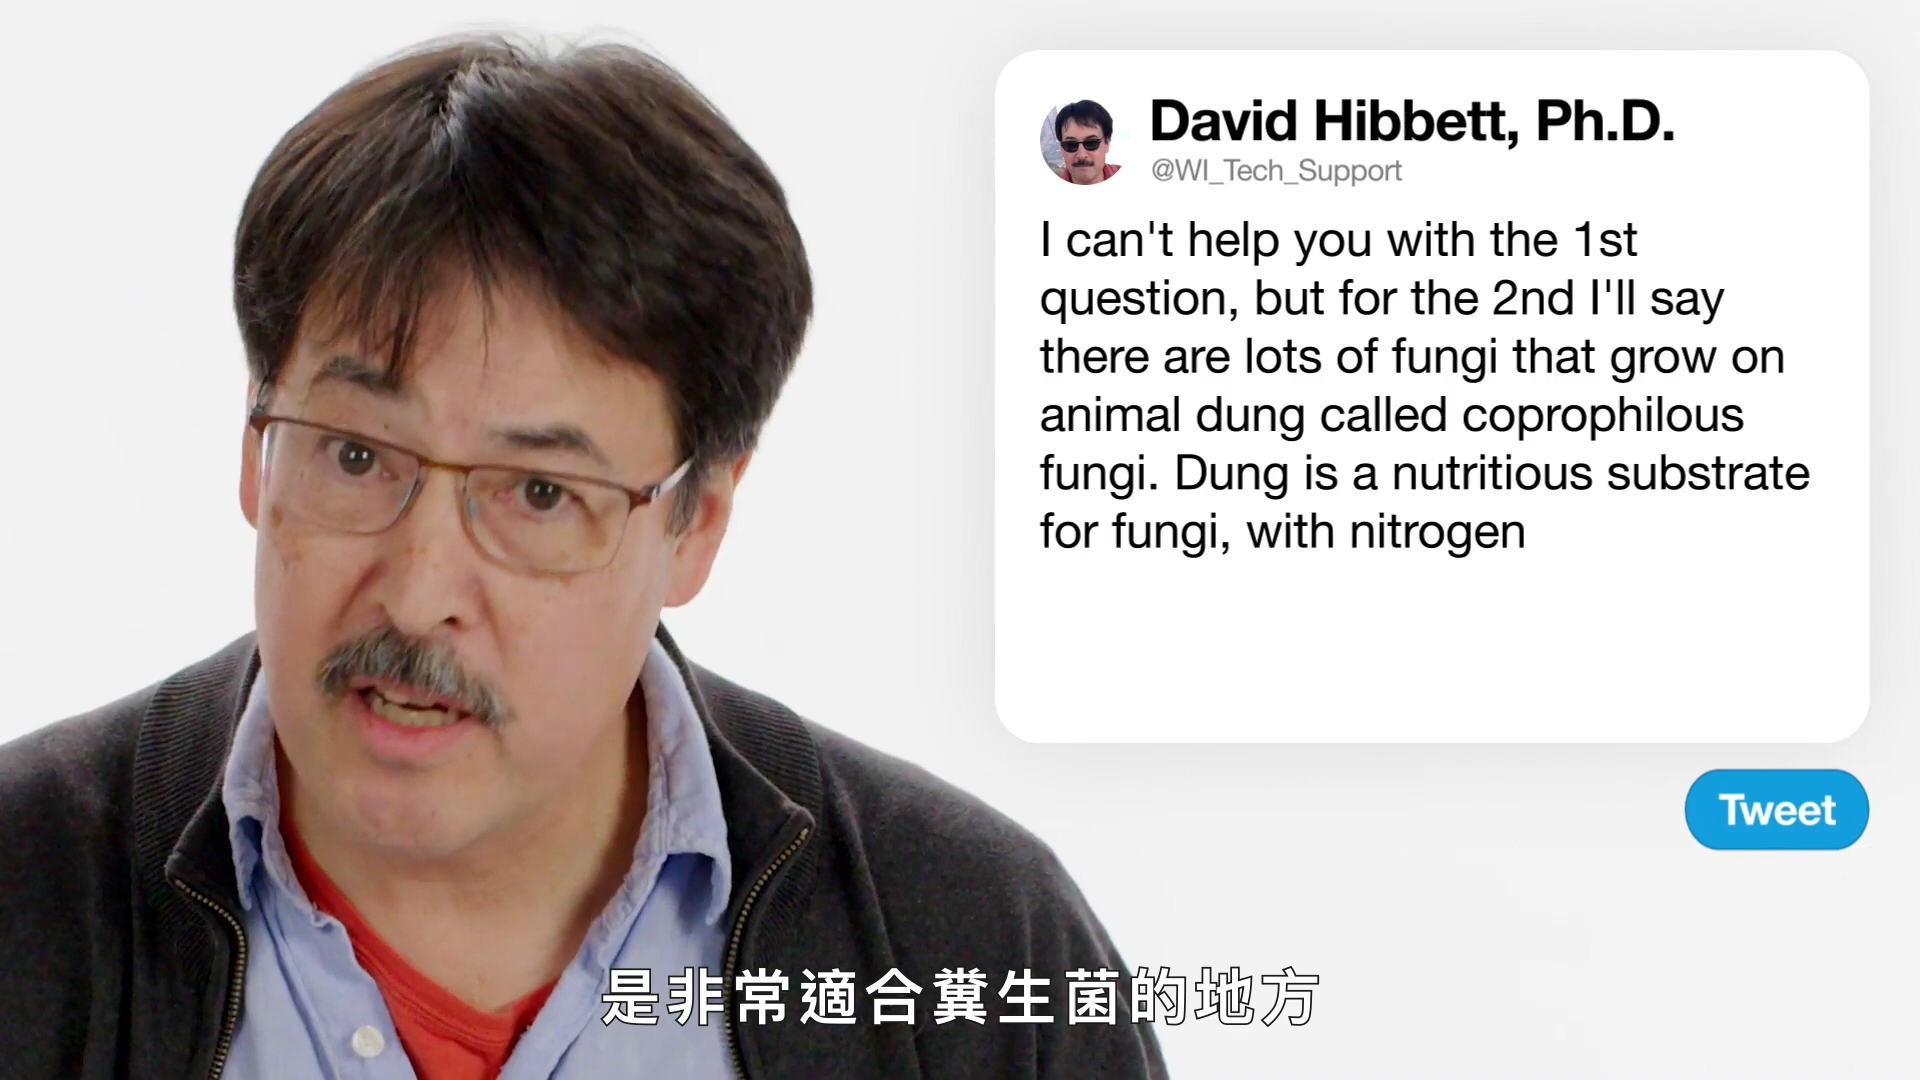 David Hibbett, Ph.D.
@WI_Tech_Support
I can't help you with the 1st
question, but for the 2nd I'll say
there are lots of fungi that grow on
animal dung called coprophilous
fungi. Dung is a nutritious substrate
for fungi, with nitrogen
Tweet
是非常適合糞生菌的地方